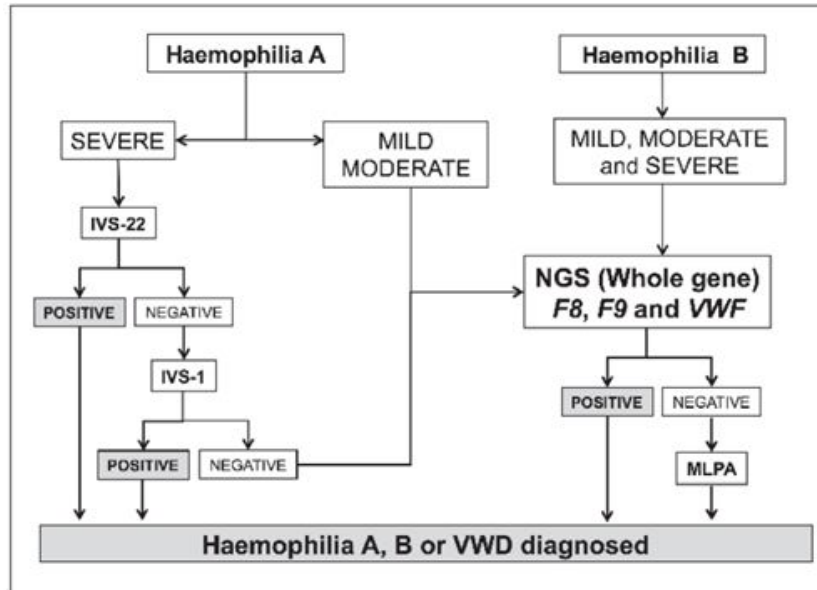 Haemophilia A
Haemophilia B
SEVERE
MILD
MODERATE
MILD, MODERATE
and SEVERE
IVS-22
NGS (Whole gene)
F8, F9 and VWF
POSITIVE
NEGATIVE
IVS-1
POSITIVE
NEGATIVE
POSITIVE
NEGATIVE
MLPA
Haemophilia A, B or VWD diagnosed